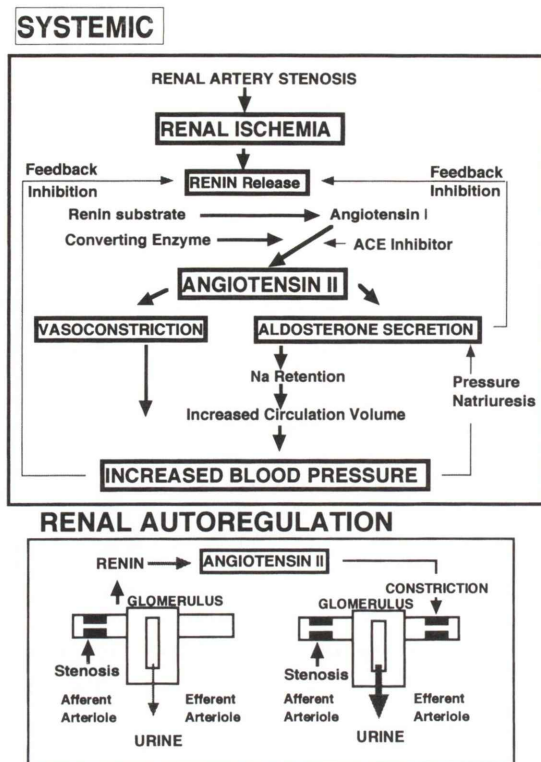 SYSTEMIC
RENAL ARTERY STENOSIS
RENAL ISCHEMIA
Feedback
Inhibition
RENIN Release
Feedback
Inhibition
Renin substrate
Angiotensin I
Converting Enzyme
ACE Inhibitor
ANGIOTENSIN II
VASOCONSTRICTION
ALDOSTERONE SECRETION
Na Retention
Pressure
Natriuresis
Increased Circulation Volume
INCREASED BLOOD PRESSURE
RENAL AUTOREGULATION
RENIN
ANGIOTENSIN II
GLOMERULUS
CONSTRICTION
GLOMERULUS
Stenosis
Stenosis
Afferent
Arteriole
Efferent
Arteriole
Afferent
Arteriole
Efferent
Arteriole
URINE
URINE